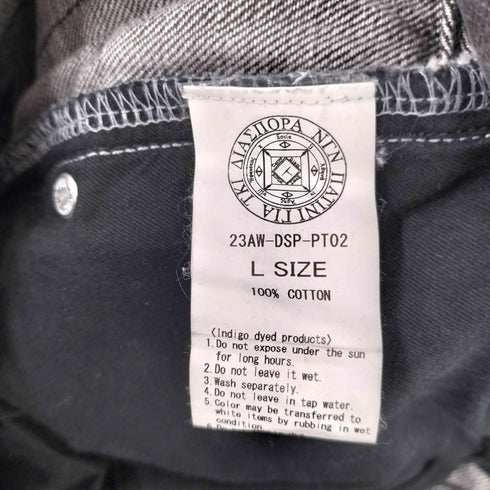 ΤΚΙ ΔΙΑΣΠΟΡΑ
23AW-DSP-PT02
L SIZE
100% COTTON
〈Indigo dyed products〉
1. Do not expose under the sun
for long hours.
2. Do not leave it wet.
3. Wash separately.
4. Do not leave in tap water.
5. Color may be transferred to
white items by rubbing in wet
condition.